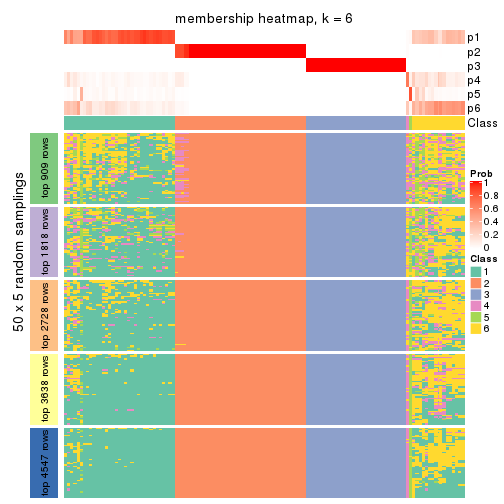 membership heatmap, k = 6
p1
p2
p3
p4
p5
p6
Class
50 x 5 random samplings
top 909 rows
top 1818 rows
top 2728 rows
top 3638 rows
top 4547 rows
Prob
1
0.8
0.6
0.4
0.2
0
Class
1
2
3
4
5
6